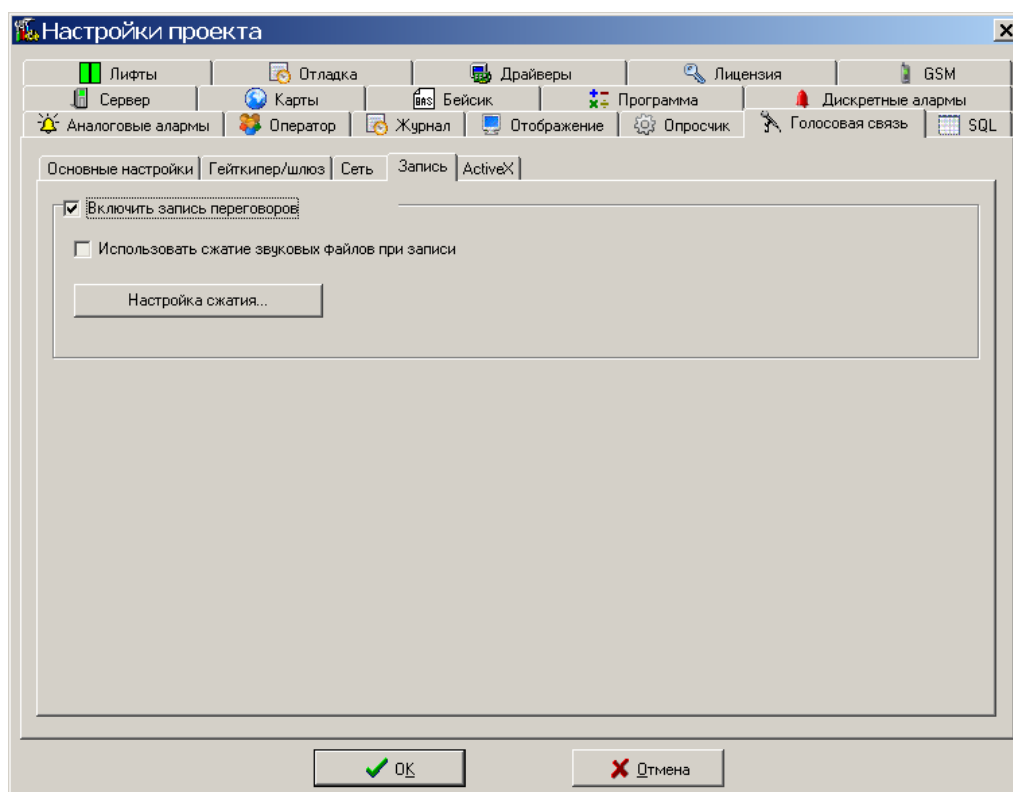 Настройки проекта
Лифты Отладка Драйверы Лицензия GSM
Сервер Карты BAS Бейсик Программа Дискретные алармы
Аналоговые алармы Оператор Журнал Отображение Опросчик Голосовая связь SQL
Основные настройки Гейткипер/шлюз Сеть Запись ActiveX
Включить запись переговоров
Использовать сжатие звуковых файлов при записи
Настройка сжатия...
OK Отмена